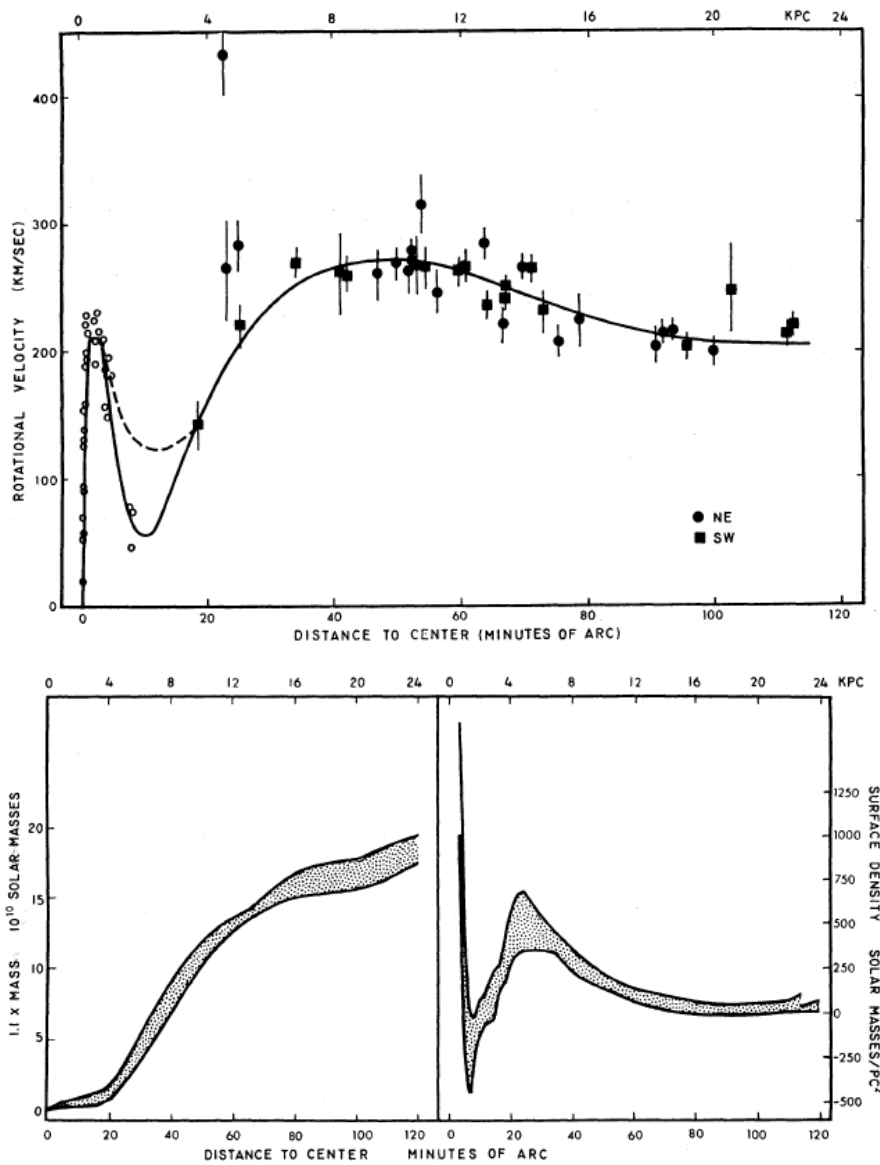 0 4 8 12 16 20 KPC 24
400
300
200
100
0
ROTATIONAL VELOCITY (KM/SEC)
NE
SW
0 20 40 60 80 100 120
DISTANCE TO CENTER (MINUTES OF ARC)
0 4 8 12 16 20 24
20
15
10
5
0
1.1 X MASS 10¹⁰ SOLAR MASSES
0 20 40 60 80 100 120
0 4 8 12 16 20 24 KPC
1250
1000
750
500
250
0
-250
-500
SURFACE DENSITY SOLAR MASSES/PC²
0 20 40 60 80 100 120
DISTANCE TO CENTER MINUTES OF ARC